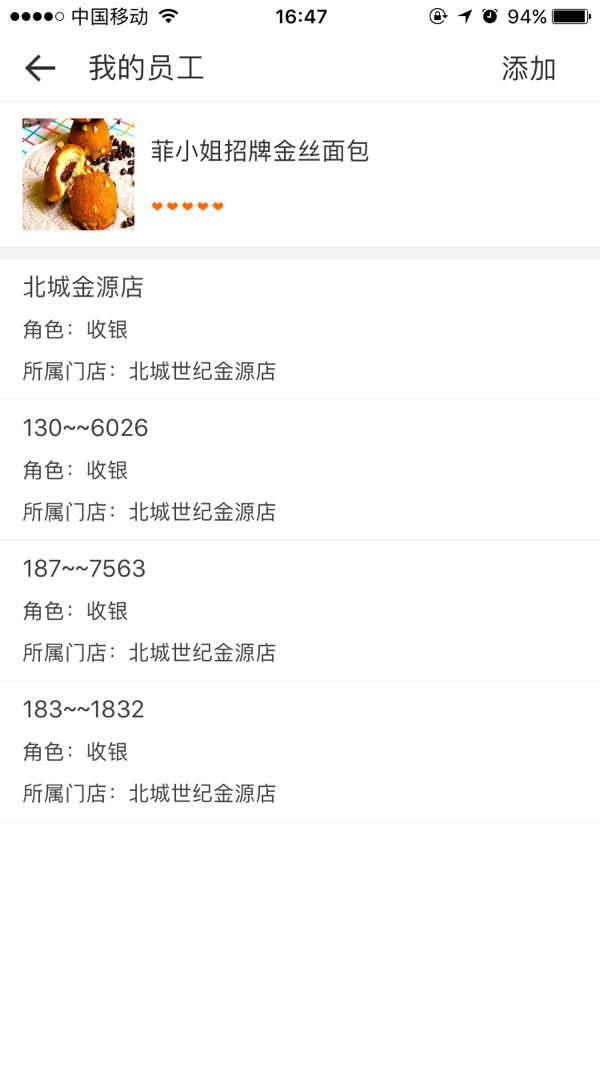 中国移动 16:47 94%
我的员工 添加
菲小姐招牌金丝面包
北城金源店
角色：收银
所属门店：北城世纪金源店
130~~6026
角色：收银
所属门店：北城世纪金源店
187~~7563
角色：收银
所属门店：北城世纪金源店
183~~1832
角色：收银
所属门店：北城世纪金源店